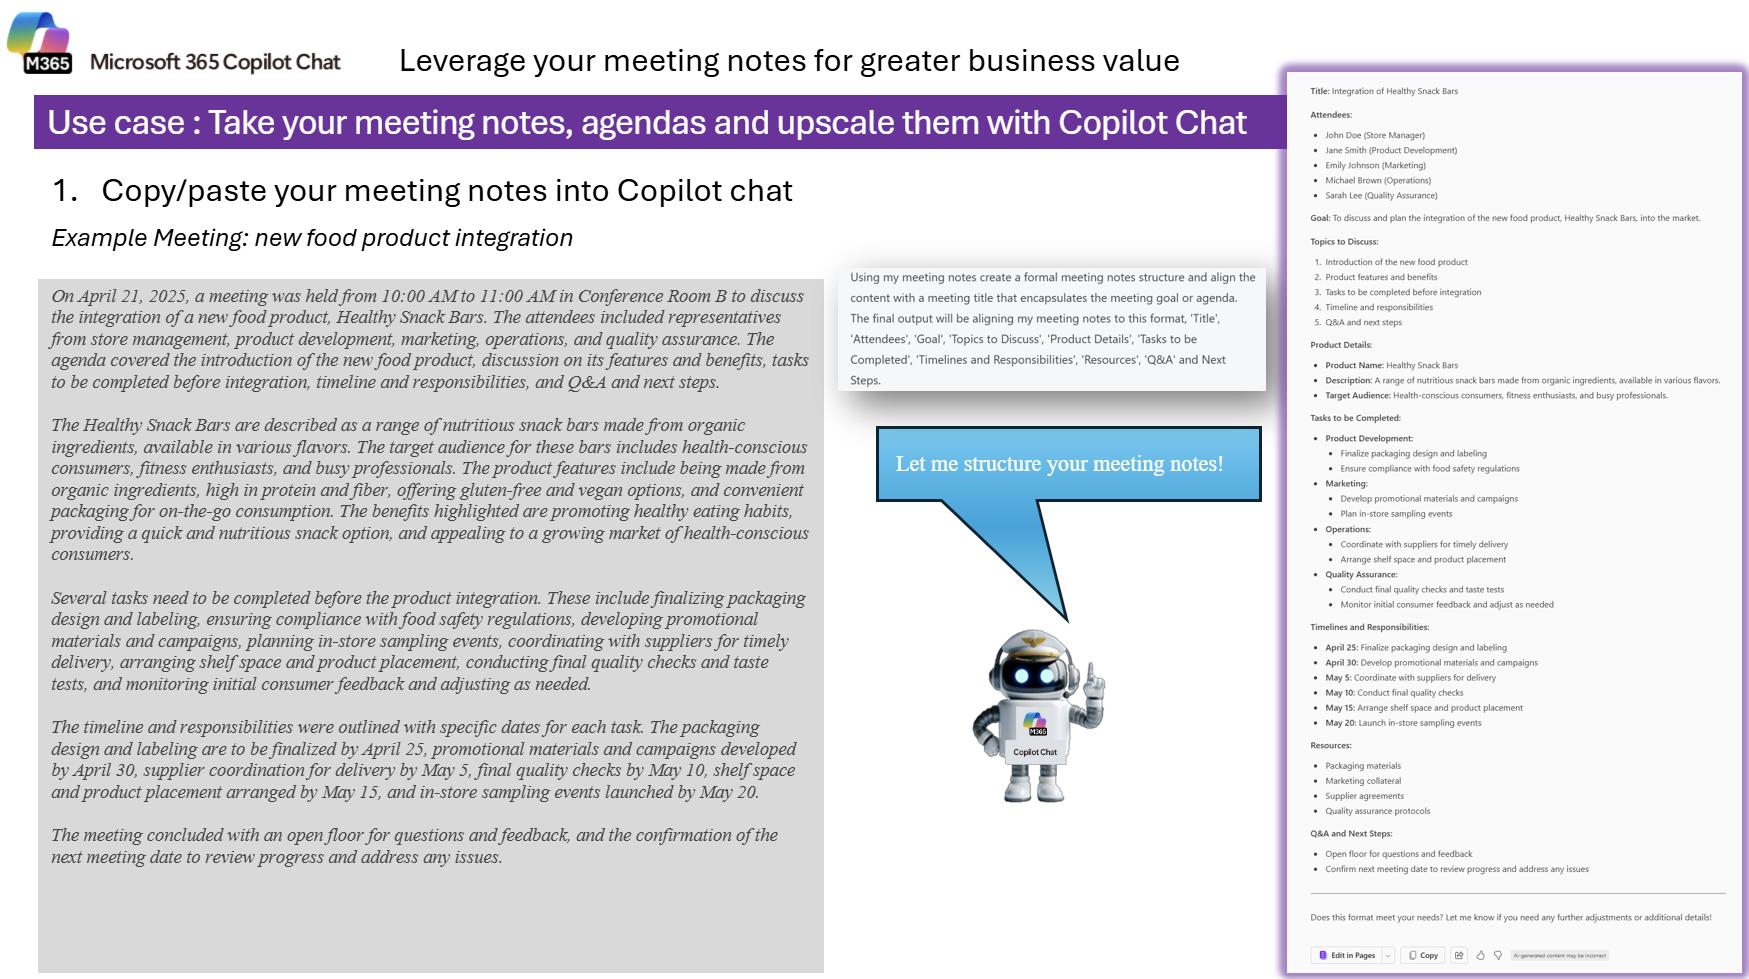 M365
Microsoft 365 Copilot Chat
Leverage your meeting notes for greater business value
Use case : Take your meeting notes, agendas and upscale them with Copilot Chat
1. Copy/paste your meeting notes into Copilot chat
Example Meeting: new food product integration
On April 21, 2025, a meeting was held from 10:00 AM to 11:00 AM in Conference Room B to discuss
the integration of a new food product, Healthy Snack Bars. The attendees included representatives
from store management, product development, marketing, operations, and quality assurance. The
agenda covered the introduction of the new food product, discussion on its features and benefits, tasks
to be completed before integration, timeline and responsibilities, and Q&A and next steps.
The Healthy Snack Bars are described as a range of nutritious snack bars made from organic
ingredients, available in various flavors. The target audience for these bars includes health-conscious
consumers, fitness enthusiasts, and busy professionals. The product features include being made from
organic ingredients, high in protein and fiber, offering gluten-free and vegan options, and convenient
packaging for on-the-go consumption. The benefits highlighted are promoting healthy eating habits,
providing a quick and nutritious snack option, and appealing to a growing market of health-conscious
consumers.
Several tasks need to be completed before the product integration. These include finalizing packaging
design and labeling, ensuring compliance with food safety regulations, developing promotional
materials and campaigns, planning in-store sampling events, coordinating with suppliers for timely
delivery, arranging shelf space and product placement, conducting final quality checks and taste
tests, and monitoring initial consumer feedback and adjusting as needed.
The timeline and responsibilities were outlined with specific dates for each task. The packaging
design and labeling are to be finalized by April 25, promotional materials and campaigns developed
by April 30, supplier coordination for delivery by May 5, final quality checks by May 10, shelf space
and product placement arranged by May 15, and in-store sampling events launched by May 20.
The meeting concluded with an open floor for questions and feedback, and the confirmation of the
next meeting date to review progress and address any issues.
Using my meeting notes create a formal meeting notes structure and align the
content with a meeting title that encapsulates the meeting goal or agenda.
The final output will be aligning my meeting notes to this format, 'Title',
'Attendees', 'Goal', 'Topics to Discuss', 'Product Details', 'Tasks to be
Completed', 'Timelines and Responsibilities', 'Resources', 'Q&A' and Next
Steps.
Let me structure your meeting notes!
M365
Copilot Chat
Title: Integration of Healthy Snack Bars
Attendees:
• John Doe (Store Manager)
• Jane Smith (Product Development)
• Emily Johnson (Marketing)
• Michael Brown (Operations)
• Sarah Lee (Quality Assurance)
Goal: To discuss and plan the integration of the new food product, Healthy Snack Bars, into the market.
Topics to Discuss:
1. Introduction of the new food product
2. Product features and benefits
3. Tasks to be completed before integration
4. Timeline and responsibilities
5. Q&A and next steps
Product Details:
• Product Name: Healthy Snack Bars
• Description: A range of nutritious snack bars made from organic ingredients, available in various flavors.
• Target Audience: Health-conscious consumers, fitness enthusiasts, and busy professionals.
Tasks to be Completed:
• Product Development:
• Finalize packaging design and labeling
• Ensure compliance with food safety regulations
• Marketing:
• Develop promotional materials and campaigns
• Plan in-store sampling events
• Operations:
• Coordinate with suppliers for timely delivery
• Arrange shelf space and product placement
• Quality Assurance:
• Conduct final quality checks and taste tests
• Monitor initial consumer feedback and adjust as needed
Timelines and Responsibilities:
• April 25: Finalize packaging design and labeling
• April 30: Develop promotional materials and campaigns
• May 5: Coordinate with suppliers for delivery
• May 10: Conduct final quality checks
• May 15: Arrange shelf space and product placement
• May 20: Launch in-store sampling events
Resources:
• Packaging materials
• Marketing collateral
• Supplier agreements
• Quality assurance protocols
Q&A and Next Steps:
• Open floor for questions and feedback
• Confirm next meeting date to review progress and address any issues
Does this format meet your needs? Let me know if you need any further adjustments or additional details!
Edit in Pages Copy AI-generated content may be incorrect